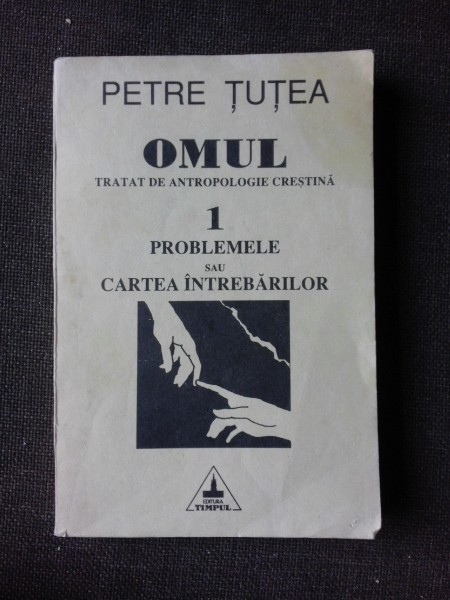 PETRE ȚUȚEA
OMUL
TRATAT DE ANTROPOLOGIE CREȘTINĂ
1
PROBLEMELE
SAU
CARTEA ÎNTREBĂRILOR
EDITURA
TIMPUL